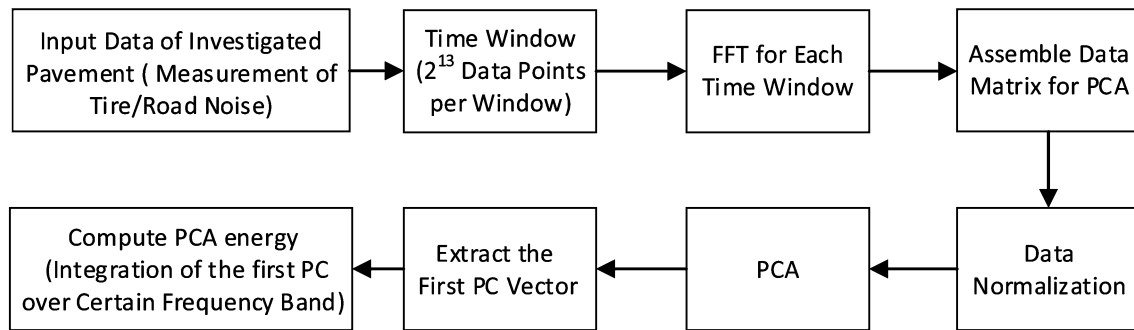 Input Data of Investigated
Pavement ( Measurement of
Tire/Road Noise)
Time Window
(2¹³ Data Points
per Window)
FFT for Each
Time Window
Assemble Data
Matrix for PCA
Data
Normalization
PCA
Extract the
First PC Vector
Compute PCA energy
(Integration of the first PC
over Certain Frequency Band)